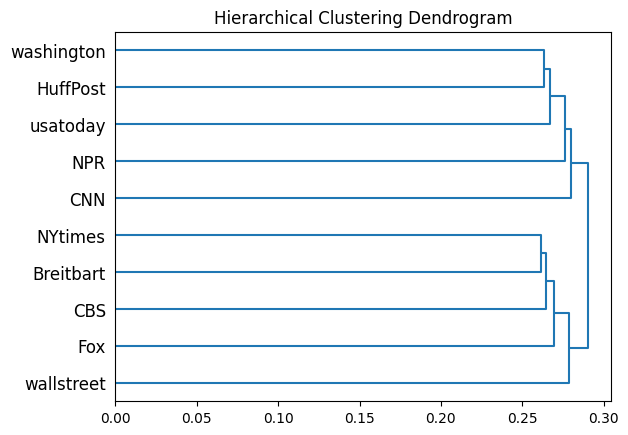 Hierarchical Clustering Dendrogram
washington
HuffPost
usatoday
NPR
CNN
NYtimes
Breitbart
CBS
Fox
wallstreet
0.00 0.05 0.10 0.15 0.20 0.25 0.30